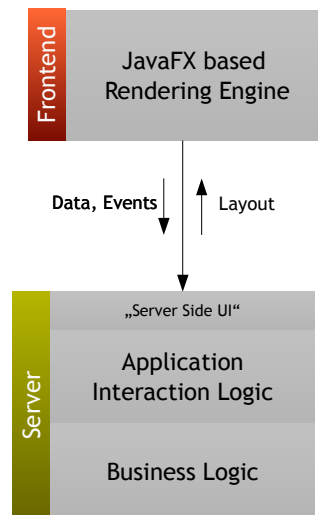 Frontend
JavaFX based
Rendering Engine
Data, Events
Layout
Server
„Server Side UI“
Application
Interaction Logic
Business Logic